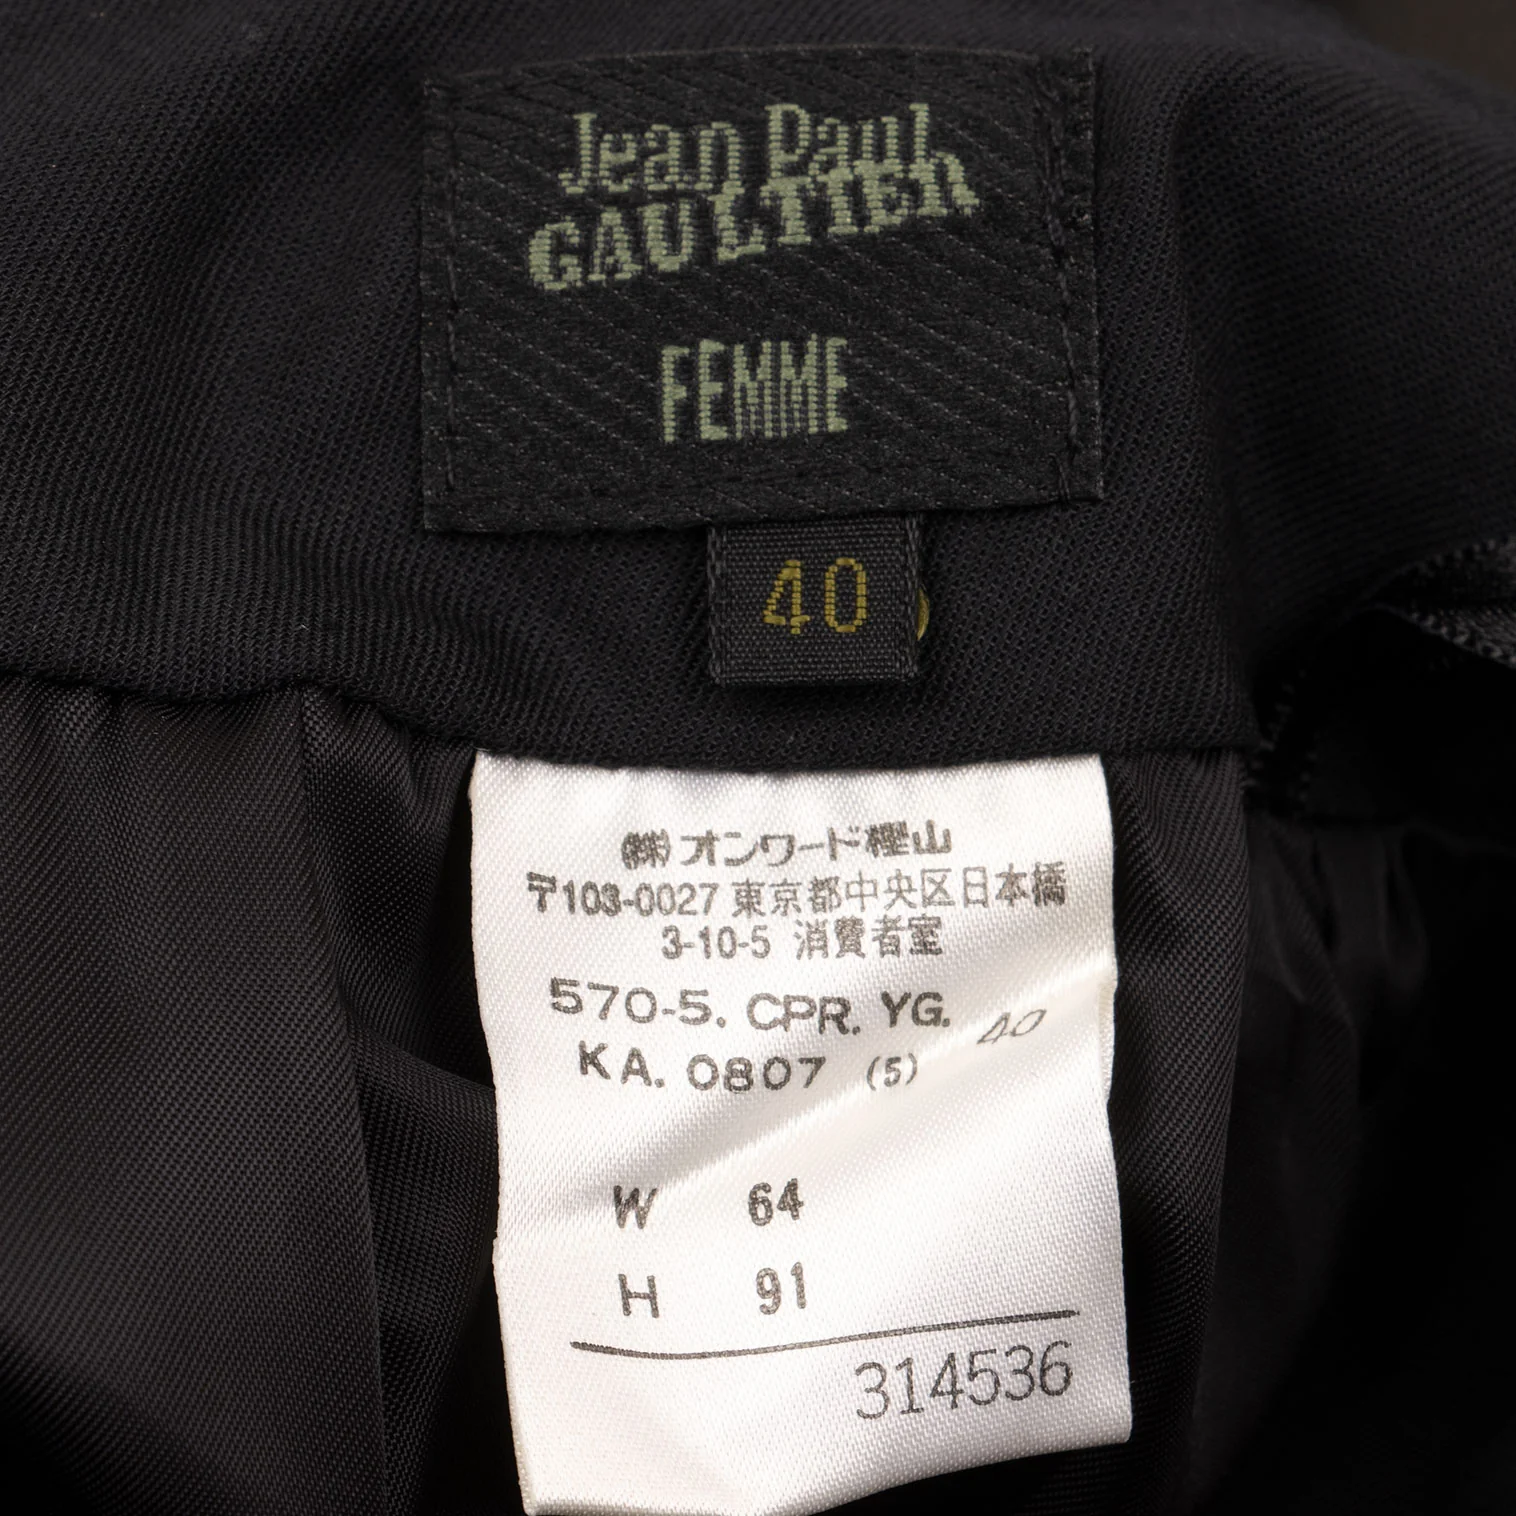 Jean Paul
GAULTIER
FEMME
40
(株)オンワード樫山
〒103-0027 東京都中央区日本橋
3-10-5 消費者室
570-5. CPR. YG. 40
KA. 0807 (5)
W 64
H 91
314536